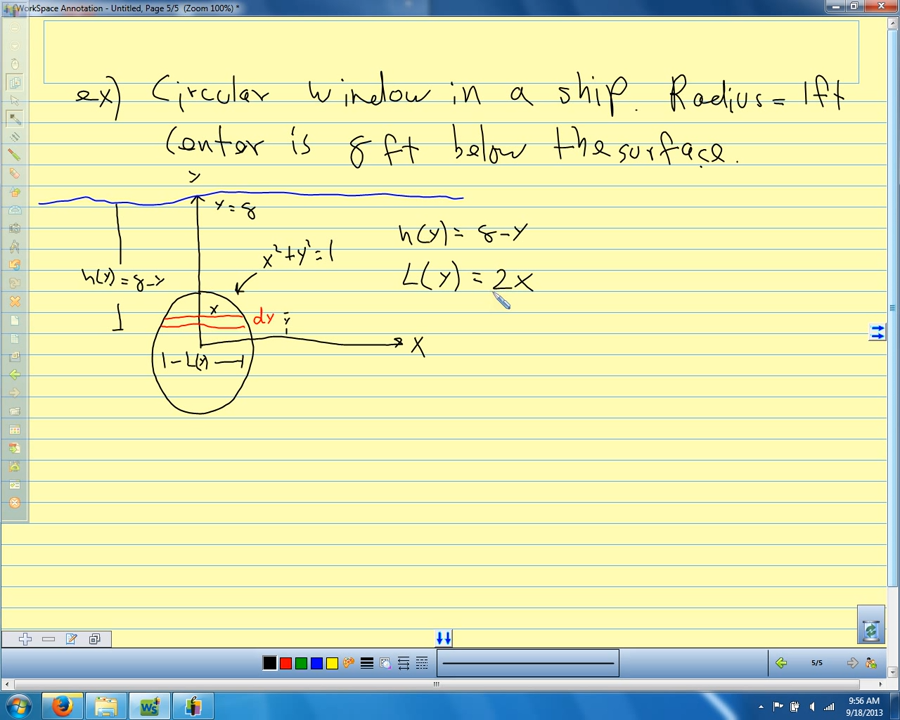 WorkSpace Annotation - Untitled, Page 5/5 (Zoom 100%) *
ex) Circular window in a ship. Radius = 1ft
Center is 8 ft below the surface.
y
y = 8
h(y) = 8-y
x² + y² = 1
h(y) = 8-y
L(y) = 2x
x
dy
y
X
L(y)
5/5
9:56 AM
9/18/2013